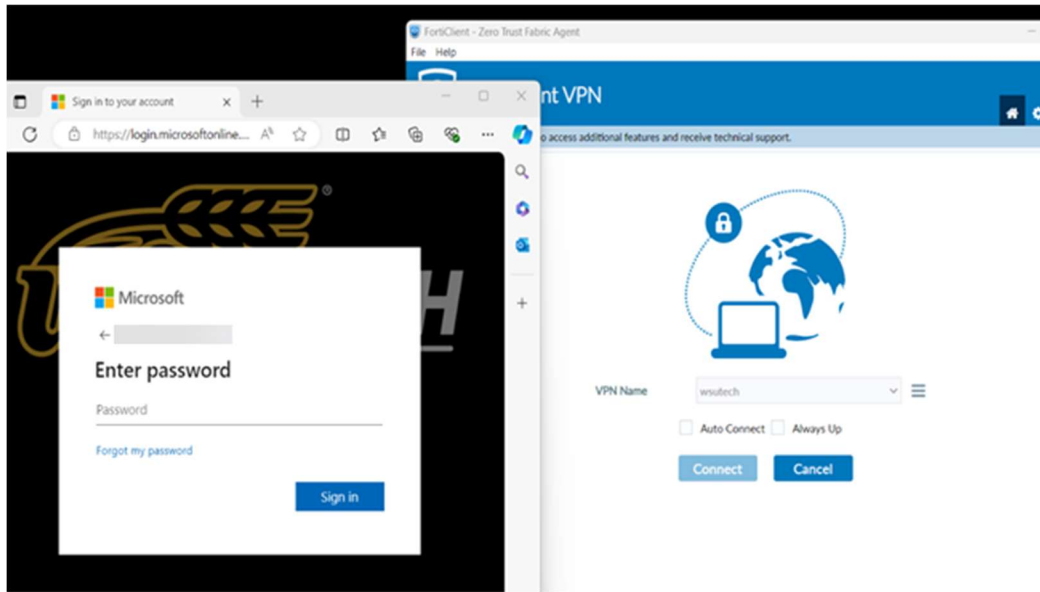 FortiClient - Zero Trust Fabric Agent
File Help
nt VPN
o access additional features and receive technical support.
Sign in to your account
https://login.microsoftonline....
®
U
H
Microsoft
Enter password
Password
Forgot my password
Sign in
VPN Name
wsutech
Auto Connect
Always Up
Connect
Cancel